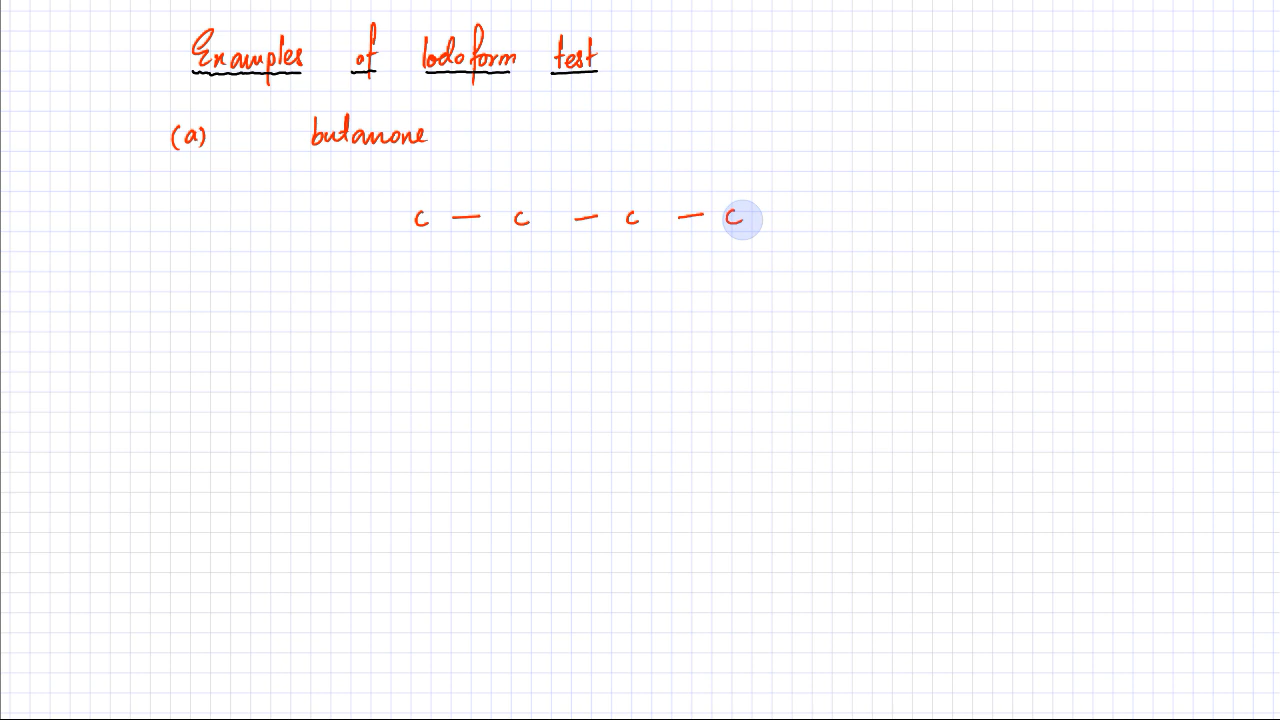 Examples of Iodoform test
(a) butanone
c – c – c – c